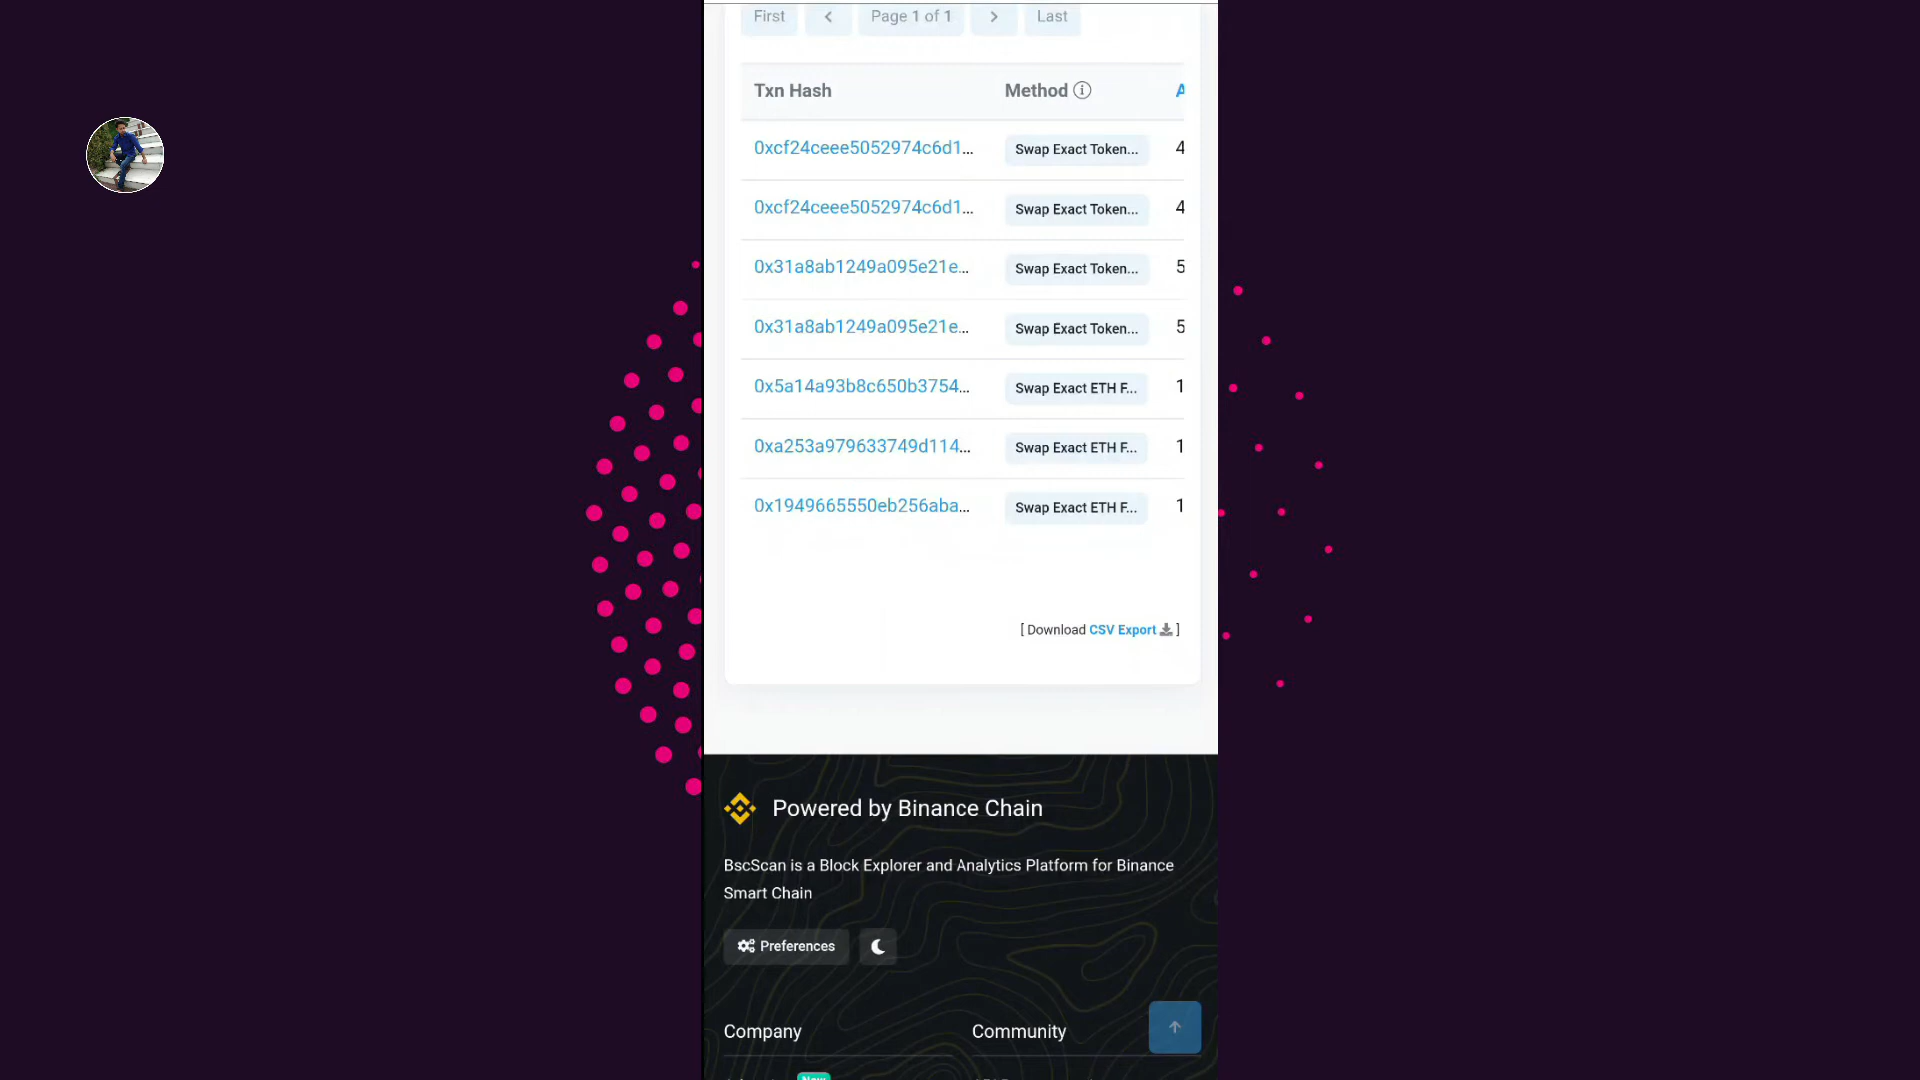 First
Page 1 of 1
Last
Txn Hash
Method
A
0xcf24ceee5052974c6d1...
Swap Exact Token...
4
0xcf24ceee5052974c6d1...
Swap Exact Token...
4
0x31a8ab1249a095e21e...
Swap Exact Token...
5
0x31a8ab1249a095e21e...
Swap Exact Token...
5
0x5a14a93b8c650b3754...
Swap Exact ETH F...
1
0xa253a979633749d114...
Swap Exact ETH F...
1
0x1949665550eb256aba...
Swap Exact ETH F...
1
[ Download CSV Export ]
Powered by Binance Chain
BscScan is a Block Explorer and Analytics Platform for Binance
Smart Chain
Preferences
Company
Community
New